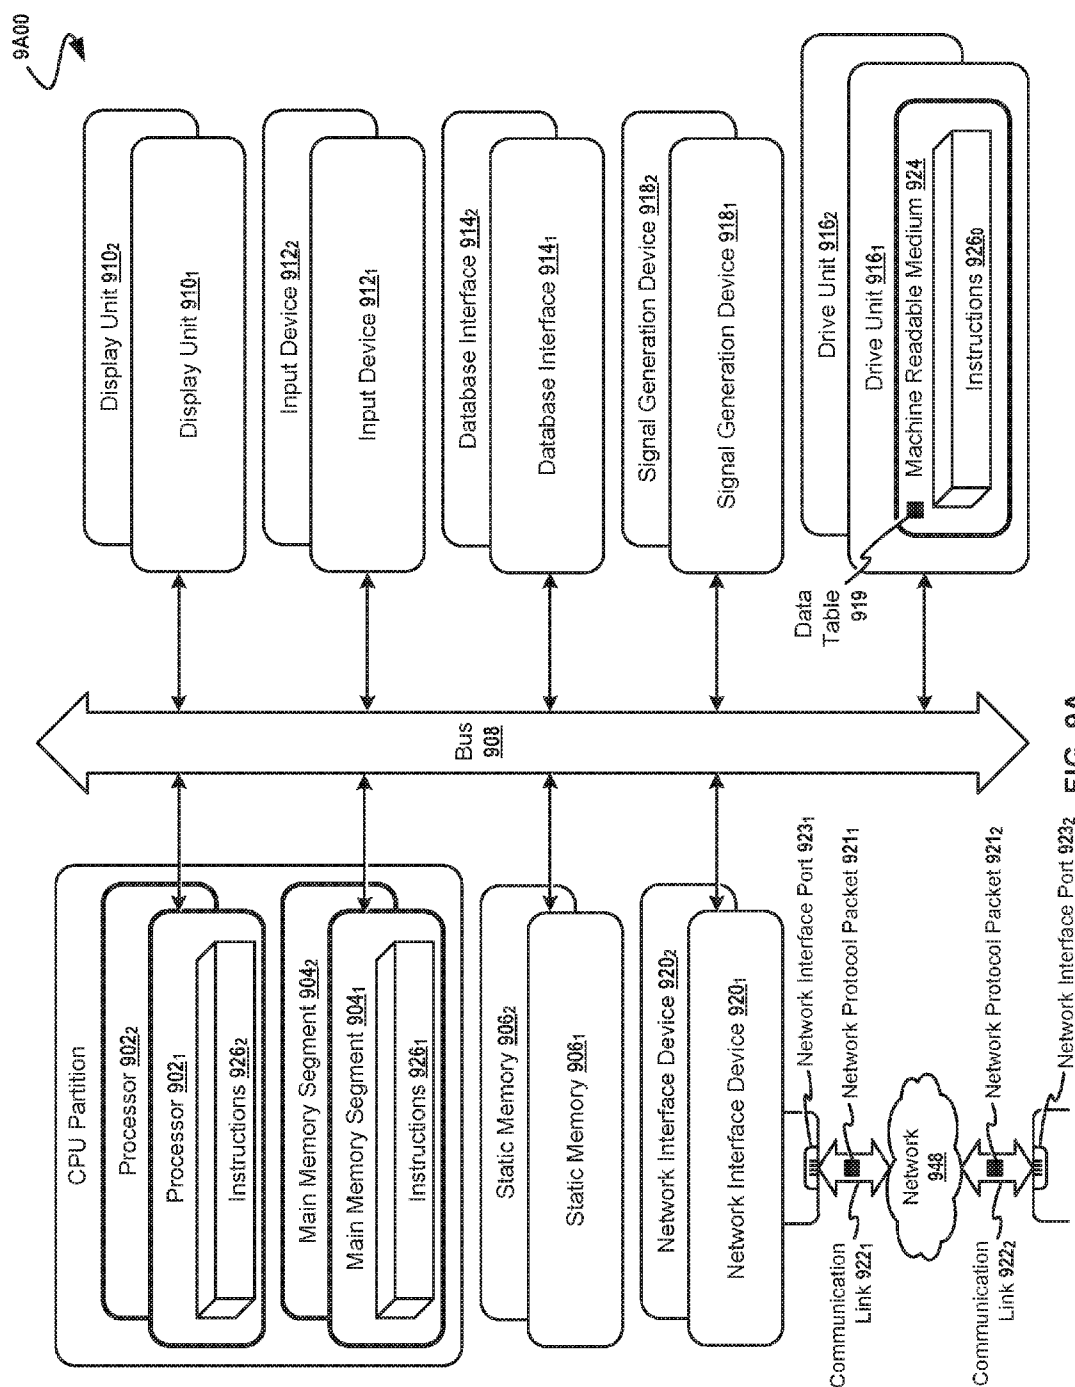 9A00
CPU Partition
Processor 902₂
Processor 902₁
Instructions 926₂
Main Memory Segment 904₂
Main Memory Segment 904₁
Instructions 926₁
Static Memory 906₂
Static Memory 906₁
Network Interface Device 920₂
Network Interface Device 920₁
Bus
908
Display Unit 910₂
Display Unit 910₁
Input Device 912₂
Input Device 912₁
Database Interface 914₂
Database Interface 914₁
Signal Generation Device 918₂
Signal Generation Device 918₁
Drive Unit 916₂
Drive Unit 916₁
Machine Readable Medium 924
Instructions 926₀
Data
Table
919
Network Interface Port 923₁
Network Protocol Packet 921₁
Communication
Link 922₁
Network
948
Network Protocol Packet 921₂
Communication
Link 922₂
Network Interface Port 923₂
FIG. 9A